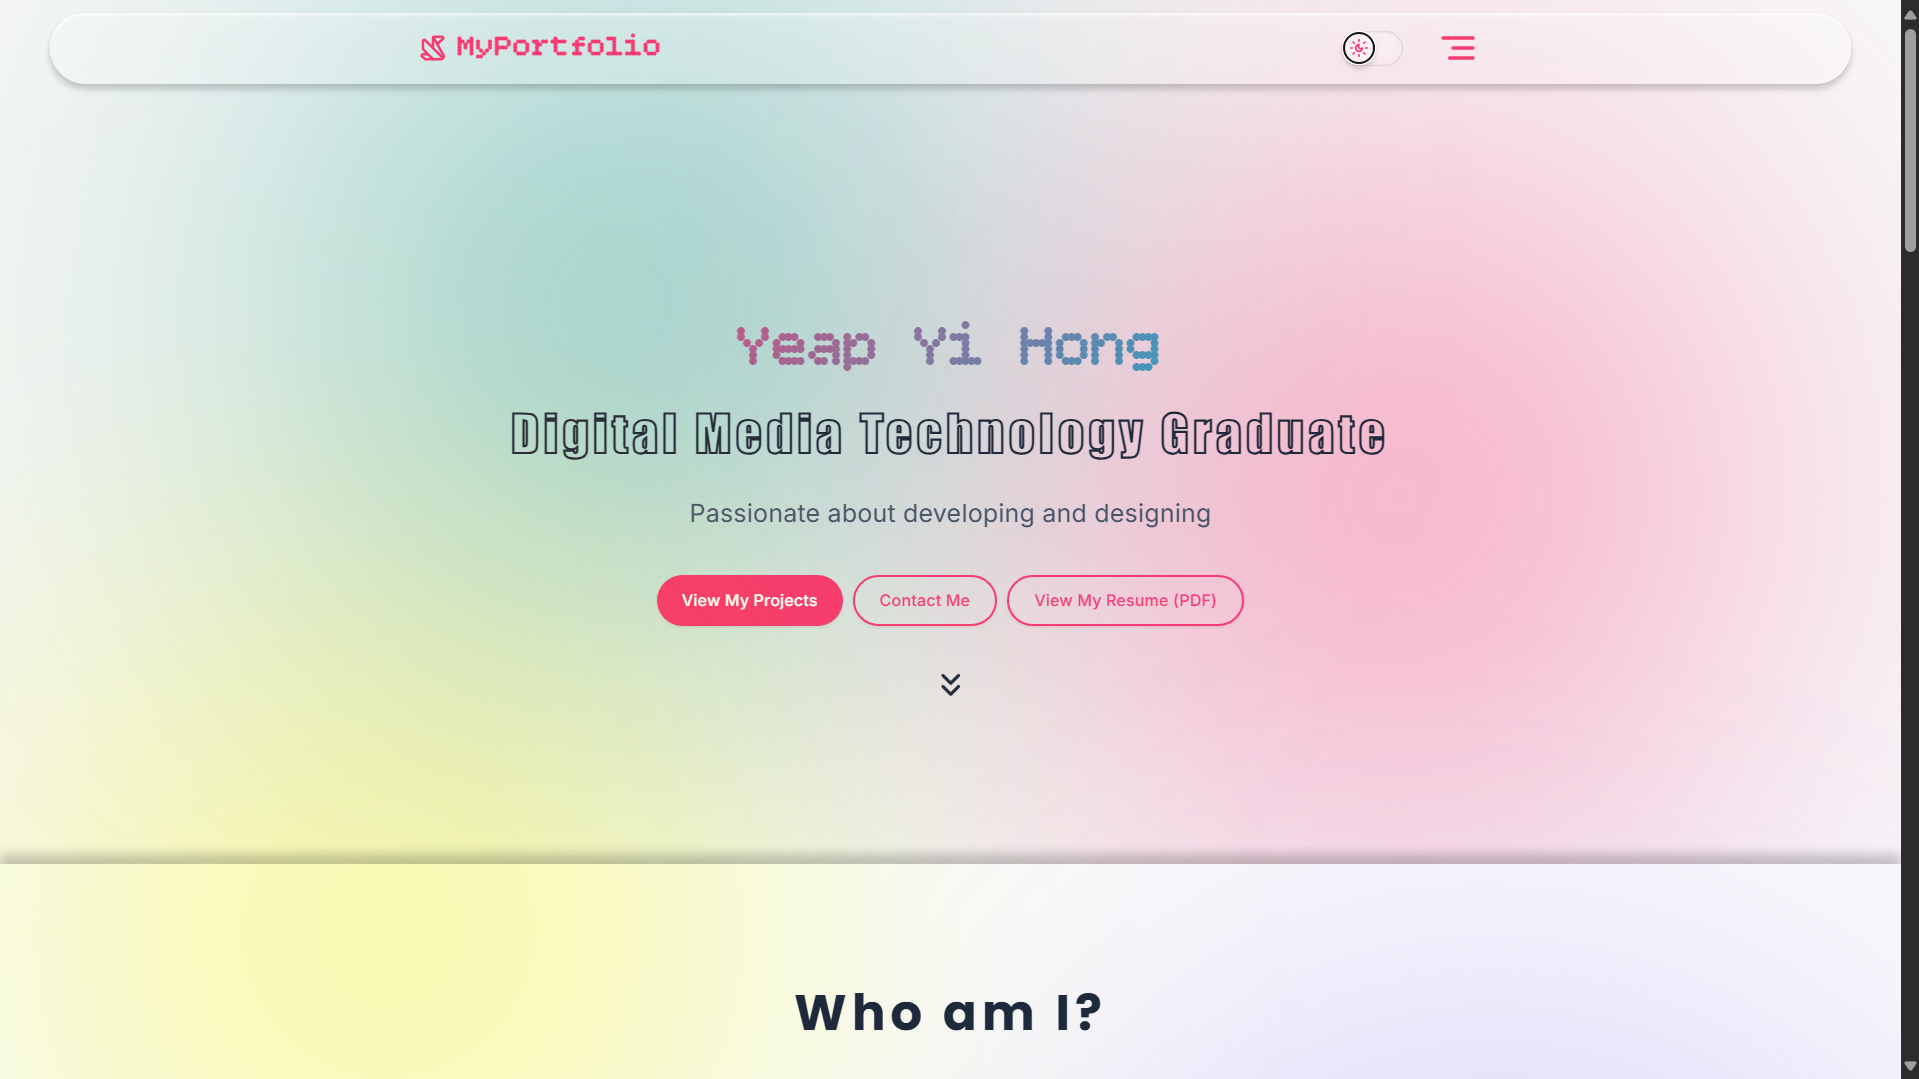 MyPortfolio
Yeap Yi Hong
Digital Media Technology Graduate
Passionate about developing and designing
View My Projects
Contact Me
View My Resume (PDF)
Who am I?